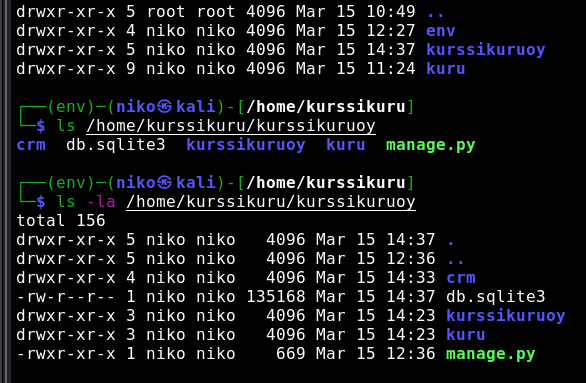 drwxr-xr-x 5 root root 4096 Mar 15 10:49 ..
drwxr-xr-x 4 niko niko 4096 Mar 15 12:27 env
drwxr-xr-x 5 niko niko 4096 Mar 15 14:37 kurssikuruoy
drwxr-xr-x 9 niko niko 4096 Mar 15 11:24 kuru
┌──(env)─(niko㉿kali)-[/home/kurssikuru]
└─$ ls /home/kurssikuru/kurssikuruoy
crm  db.sqlite3  kurssikuruoy  kuru  manage.py
┌──(env)─(niko㉿kali)-[/home/kurssikuru]
└─$ ls -la /home/kurssikuru/kurssikuruoy
total 156
drwxr-xr-x 5 niko niko   4096 Mar 15 14:37 .
drwxr-xr-x 5 niko niko   4096 Mar 15 12:36 ..
drwxr-xr-x 4 niko niko   4096 Mar 15 14:33 crm
-rw-r--r-- 1 niko niko 135168 Mar 15 14:37 db.sqlite3
drwxr-xr-x 3 niko niko   4096 Mar 15 14:23 kurssikuruoy
drwxr-xr-x 3 niko niko   4096 Mar 15 14:23 kuru
-rwxr-xr-x 1 niko niko    669 Mar 15 12:36 manage.py